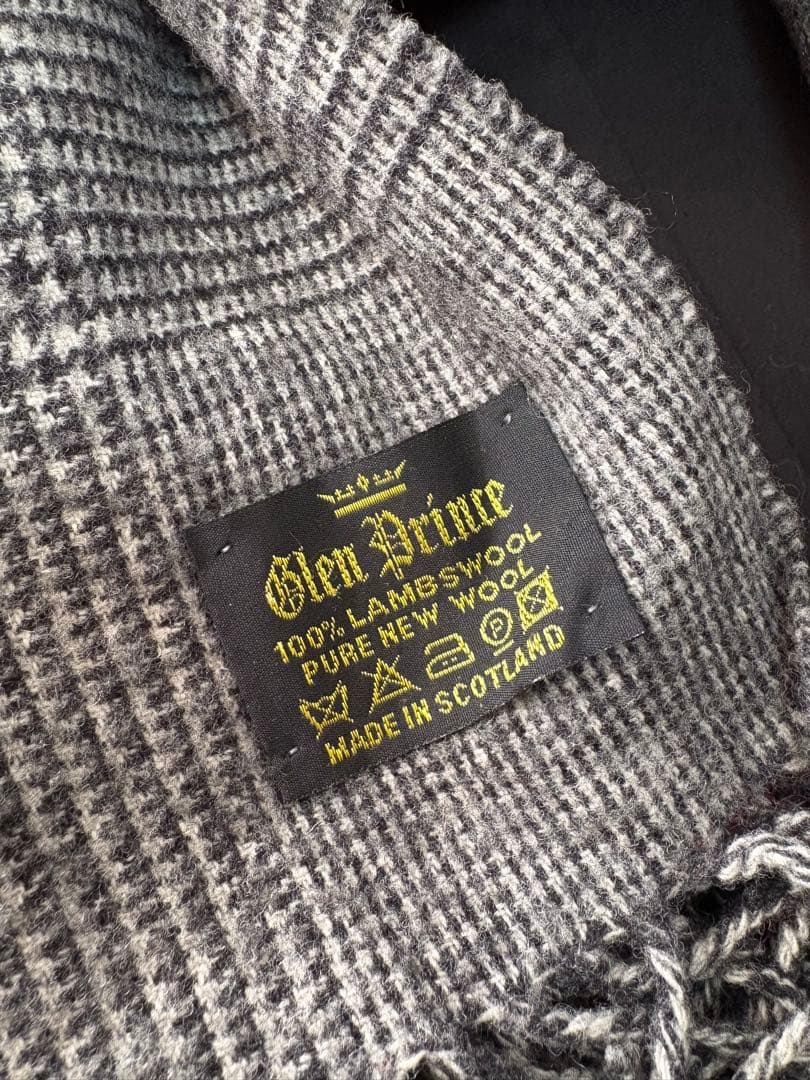 Glen Prince
100% LAMBSWOOL
PURE NEW WOOL
P
MADE IN SCOTLAND